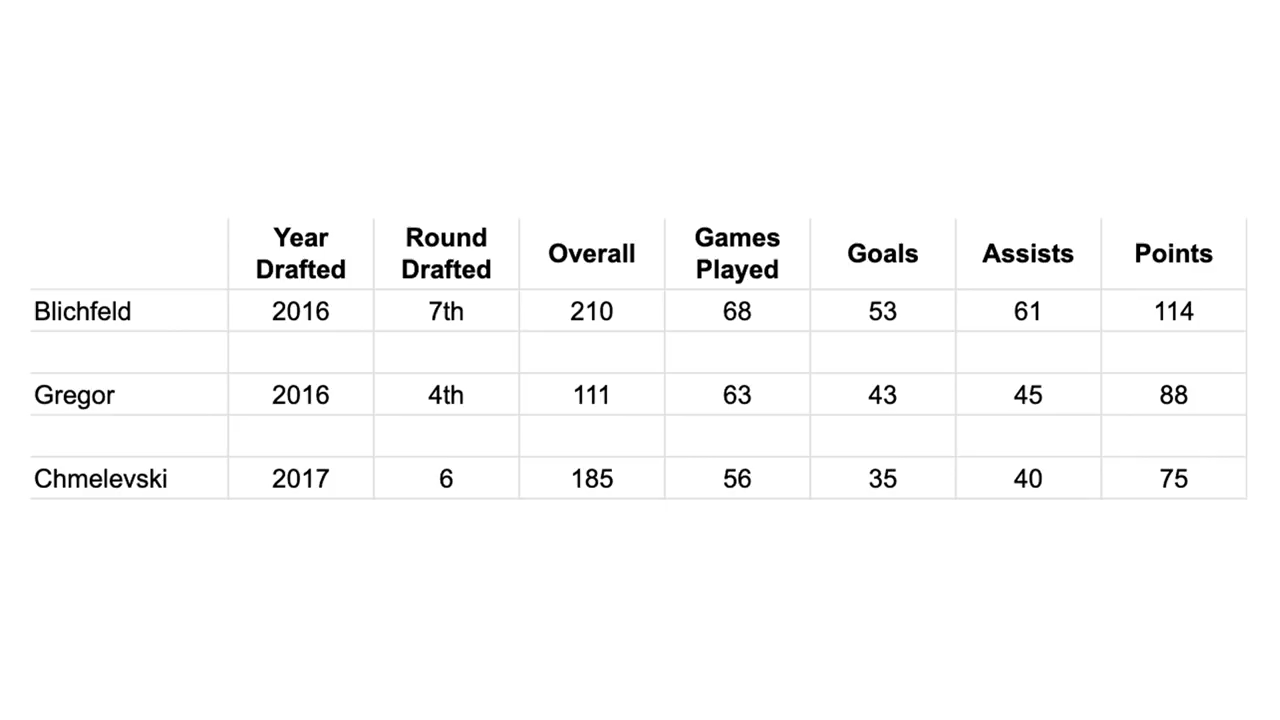 Year Drafted Round Drafted Overall Games Played Goals Assists Points
Blichfeld 2016 7th 210 68 53 61 114
Gregor 2016 4th 111 63 43 45 88
Chmelevski 2017 6 185 56 35 40 75